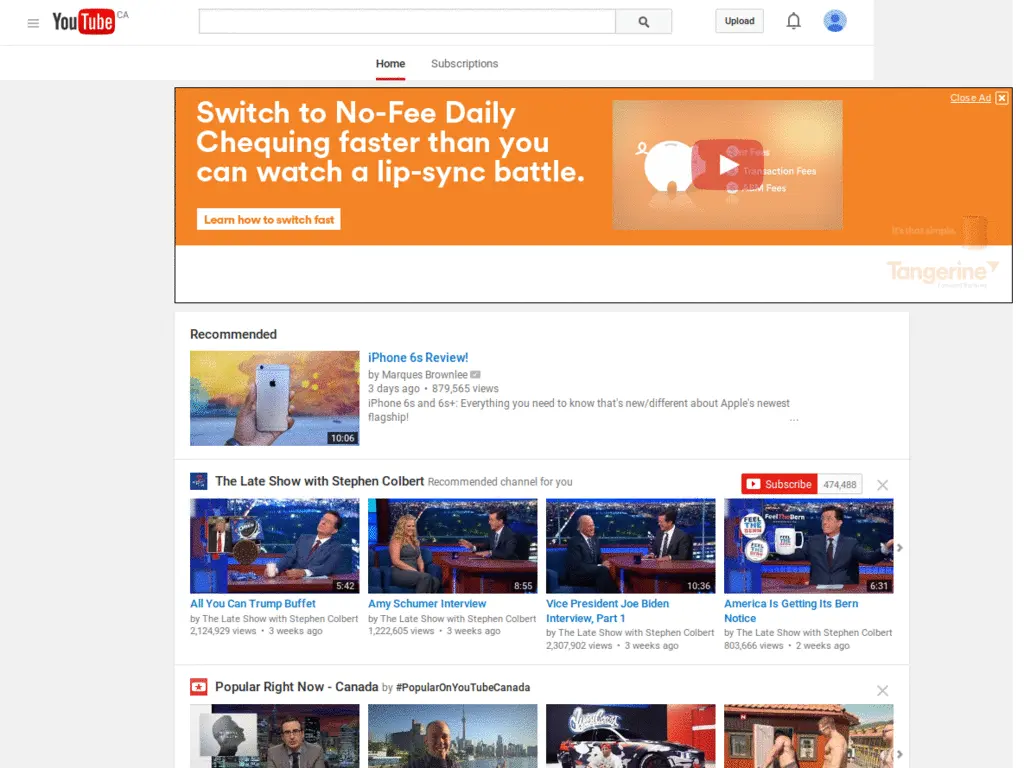 YouTube CA
Upload
Home Subscriptions
Close Ad
Switch to No-Fee Daily
Chequing faster than you
can watch a lip-sync battle.
Transaction Fees
ABM Fees
Learn how to switch fast
It's that simple.
Tangerine
Recommended
iPhone 6s Review!
by Marques Brownlee
3 days ago • 879,565 views
iPhone 6s and 6s+: Everything you need to know that's new/different about Apple's newest
flagship!
...
10:06
The Late Show with Stephen Colbert Recommended channel for you
Subscribe 474,488
5:42
8:55
10:36
FEEL THE BERN
FeelTheBern
6:31
All You Can Trump Buffet
by The Late Show with Stephen Colbert
2,124,929 views • 3 weeks ago
Amy Schumer Interview
by The Late Show with Stephen Colbert
1,222,605 views • 3 weeks ago
Vice President Joe Biden
Interview, Part 1
by The Late Show with Stephen Colbert
2,307,902 views • 3 weeks ago
America Is Getting Its Bern
Notice
by The Late Show with Stephen Colbert
803,666 views • 2 weeks ago
Popular Right Now - Canada by #PopularOnYouTubeCanada